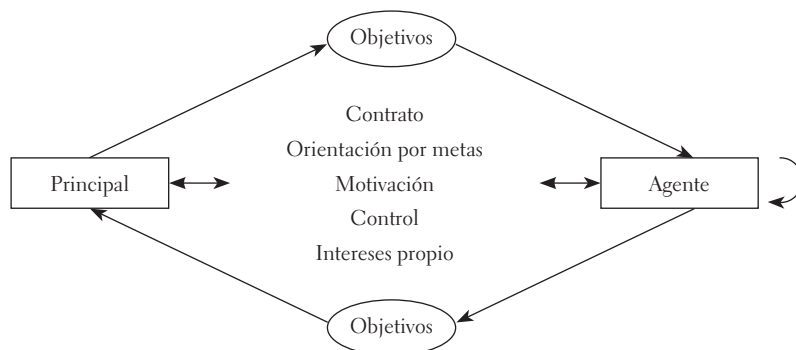 Objetivos
Contrato
Orientación por metas
Principal
Motivación
Agente
Control
Intereses propio
Objetivos